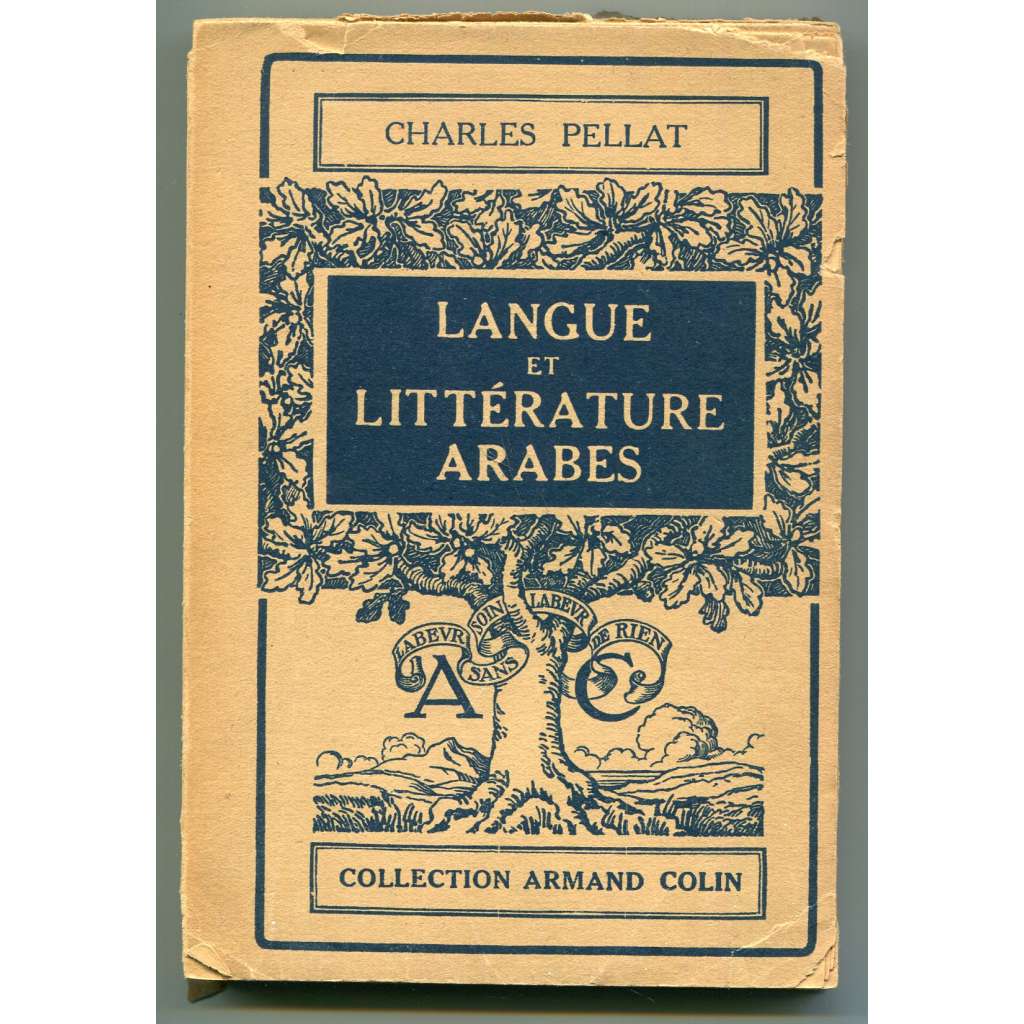 CHARLES PELLAT
LANGUE
ET
LITTÉRATURE
ARABES
LABEVR SANS SOIN LABEVR DE RIEN
A C
COLLECTION ARMAND COLIN